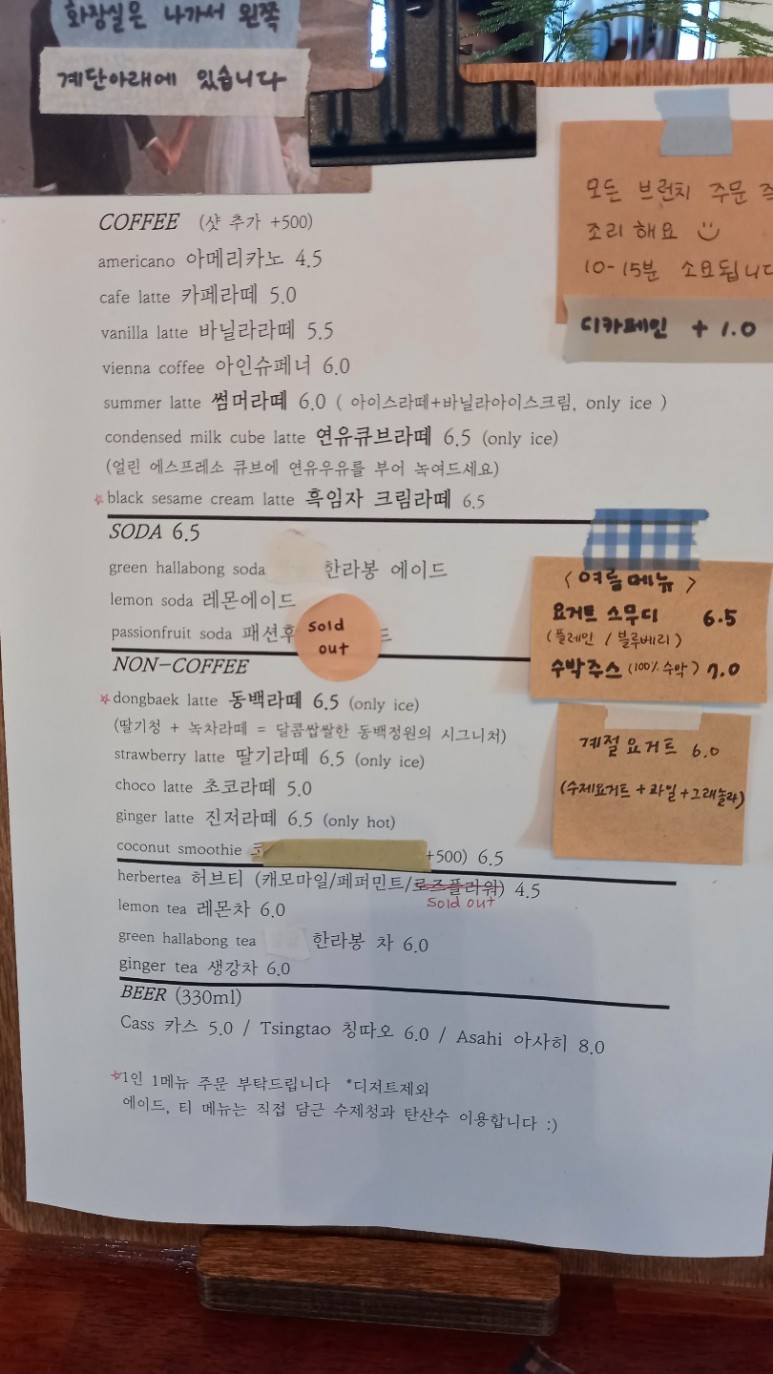 화장실은 나가서 왼쪽
계단아래에 있습니다
모든 브런치 주문
조리 해요
10-15분 소요됩니다
디카페인 + 1.0
COFFEE (샷 추가 +500)
americano 아메리카노 4.5
cafe latte 카페라떼 5.0
vanilla latte 바닐라라떼 5.5
vienna coffee 아인슈페너 6.0
summer latte 썸머라떼 6.0 ( 아이스라떼+바닐라아이스크림, only ice )
condensed milk cube latte 연유큐브라떼 6.5 (only ice)
(얼린 에스프레소 큐브에 연유우유를 부어 녹여드세요)
black sesame cream latte 흑임자 크림라떼 6.5
SODA 6.5
green hallabong soda 한라봉 에이드
lemon soda 레몬에이드
passionfruit soda 패션후
sold
out
NON-COFFEE
dongbaek latte 동백라떼 6.5 (only ice)
(딸기청 + 녹차라떼 = 달콤쌉쌀한 동백정원의 시그니처)
strawberry latte 딸기라떼 6.5 (only ice)
choco latte 초코라떼 5.0
ginger latte 진저라떼 6.5 (only hot)
coconut smoothie +500) 6.5
herbertea 허브티 (캐모마일/페퍼민트/로즈플라워) 4.5
sold out
lemon tea 레몬차 6.0
green hallabong tea 한라봉 차 6.0
ginger tea 생강차 6.0
BEER (330ml)
Cass 카스 5.0 / Tsingtao 칭따오 6.0 / Asahi 아사히 8.0
*1인 1메뉴 주문 부탁드립니다 *디저트제외
에이드, 티 메뉴는 직접 담근 수제청과 탄산수 이용합니다 :)
< 여름메뉴 >
요거트 스무디 6.5
(플레인 / 블루베리)
수박주스 (100% 수박) 7.0
계절요거트 6.0
(수제요거트 + 과일 + 그래놀라)